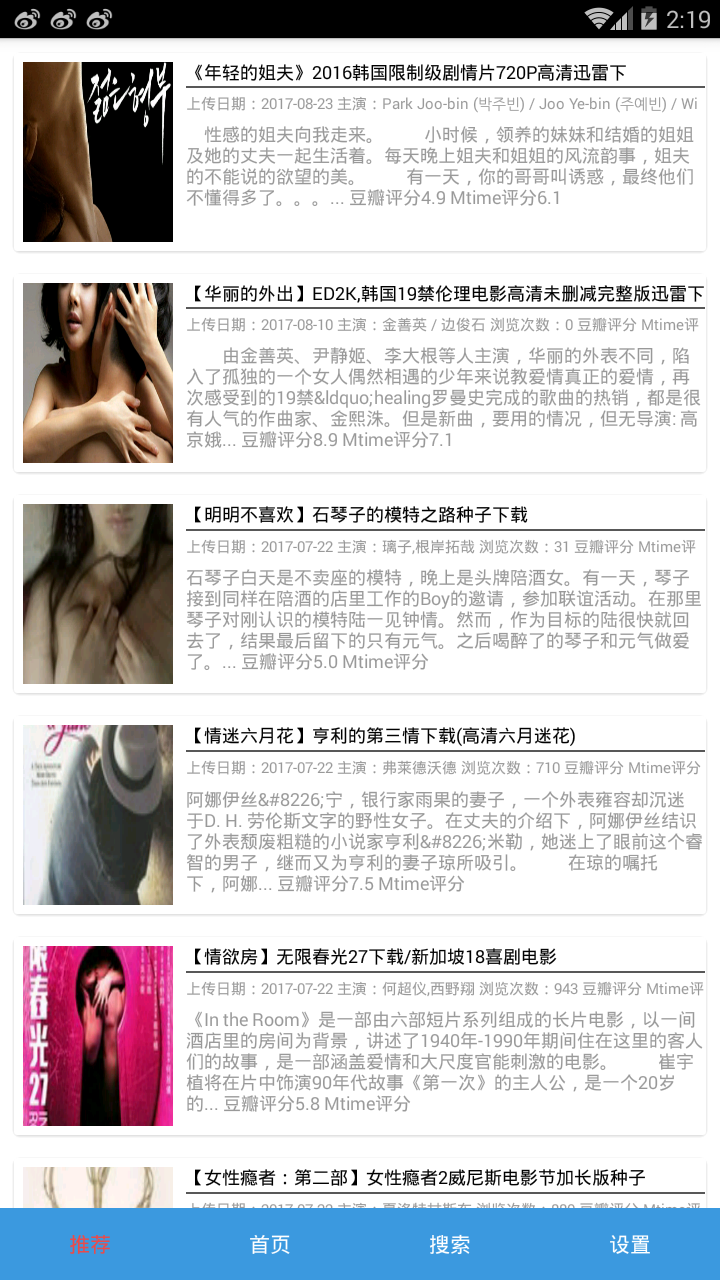 2:19
《年轻的姐夫》2016韩国限制级剧情片720P高清迅雷下
上传日期：2017-08-23 主演：Park Joo-bin (박주빈) / Joo Ye-bin (주예빈) / Wi
젊은형부
性感的姐夫向我走来。 小时候，领养的妹妹和结婚的姐姐
及她的丈夫一起生活着。每天晚上姐夫和姐姐的风流韵事，姐夫
的不能说的欲望的美。 有一天，你的哥哥叫诱惑，最终他们
不懂得多了。。。... 豆瓣评分4.9 Mtime评分6.1
【华丽的外出】ED2K,韩国19禁伦理电影高清未删减完整版迅雷下
上传日期：2017-08-10 主演：金善英 / 边俊石 浏览次数：0 豆瓣评分 Mtime评
由金善英、尹静姬、李大根等人主演，华丽的外表不同，陷
入了孤独的一个女人偶然相遇的少年来说教爱情真正的爱情，再
次感受到的19禁&ldquo;healing罗曼史完成的歌曲的热销，都是很
有人气的作曲家、金熙洙。但是新曲，要用的情况，但无导演: 高
京娥... 豆瓣评分8.9 Mtime评分7.1
【明明不喜欢】石琴子的模特之路种子下载
上传日期：2017-07-22 主演：璃子,根岸拓哉 浏览次数：31 豆瓣评分 Mtime评
石琴子白天是不卖座的模特，晚上是头牌陪酒女。有一天，琴子
接到同样在陪酒的店里工作的Boy的邀请，参加联谊活动。在那里
琴子对刚认识的模特陆一见钟情。然而，作为目标的陆很快就回
去了，结果最后留下的只有元气。之后喝醉了的琴子和元气做爱
了。... 豆瓣评分5.0 Mtime评分
【情迷六月花】亨利的第三情下载(高清六月迷花)
上传日期：2017-07-22 主演：弗莱德沃德 浏览次数：710 豆瓣评分 Mtime评分
阿娜伊丝&#8226;宁，银行家雨果的妻子，一个外表雍容却沉迷
于D. H. 劳伦斯文字的野性女子。在丈夫的介绍下，阿娜伊丝结识
了外表颓废粗糙的小说家亨利&#8226;米勒，她迷上了眼前这个睿
智的男子，继而又为亨利的妻子琼所吸引。 在琼的嘱托
下，阿娜... 豆瓣评分7.5 Mtime评分
【情欲房】无限春光27下载/新加坡18喜剧电影
上传日期：2017-07-22 主演：何超仪,西野翔 浏览次数：943 豆瓣评分 Mtime评
限春光27
《In the Room》是一部由六部短片系列组成的长片电影，以一间
酒店里的房间为背景，讲述了1940年-1990年期间住在这里的客人
们的故事，是一部涵盖爱情和大尺度官能刺激的电影。 崔宇
植将在片中饰演90年代故事《第一次》的主人公，是一个20岁
的... 豆瓣评分5.8 Mtime评分
【女性瘾者：第二部】女性瘾者2威尼斯电影节加长版种子
推荐 首页 搜索 设置